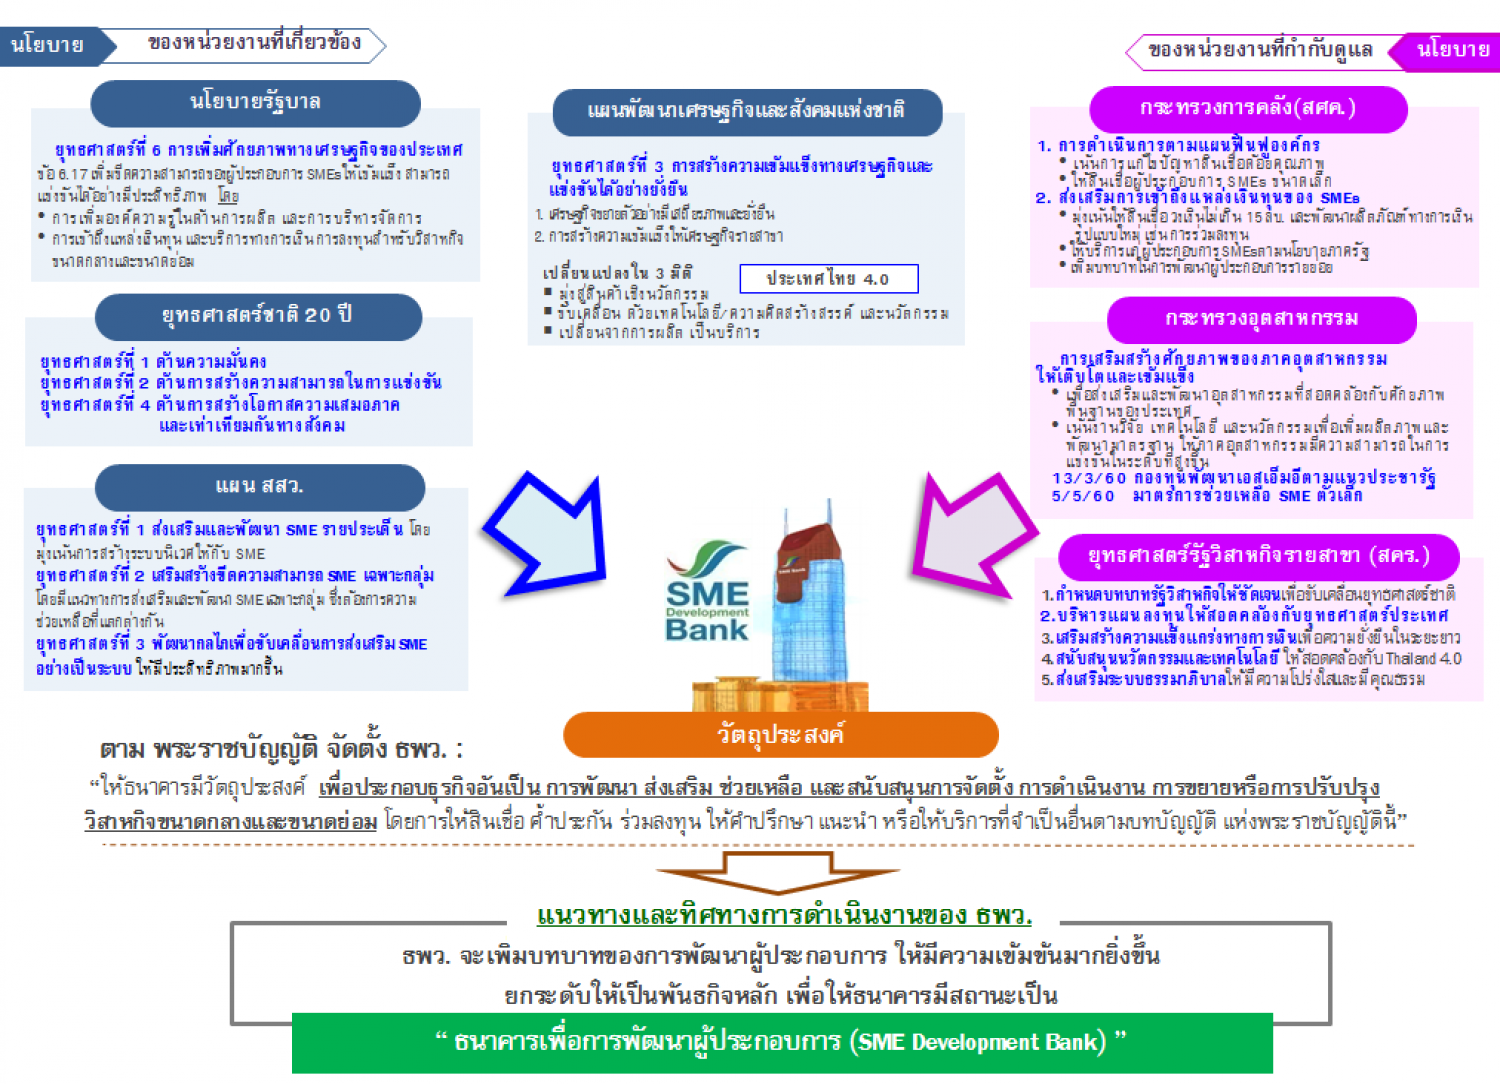 นโยบาย
ของหน่วยงานที่เกี่ยวข้อง
นโยบายรัฐบาล
ยุทธศาสตร์ที่ 6 การเพิ่มศักยภาพทางเศรษฐกิจของประเทศ
ข้อ 6.17 เพิ่มขีดความสามารถของผู้ประกอบการ SMEs ให้เข้มแข็ง สามารถ
แข่งขันได้อย่างมีประสิทธิภาพ โดย
• การเพิ่มองค์ความรู้ในด้านการผลิต และการบริหารจัดการ
• การเข้าถึงแหล่งเงินทุน และบริการทางการเงิน การลงทุนสำหรับวิสาหกิจ
ขนาดกลางและขนาดย่อม
ยุทธศาสตร์ชาติ 20 ปี
ยุทธศาสตร์ที่ 1 ด้านความมั่นคง
ยุทธศาสตร์ที่ 2 ด้านการสร้างความสามารถในการแข่งขัน
ยุทธศาสตร์ที่ 4 ด้านการสร้างโอกาสความเสมอภาค
และเท่าเทียมกันทางสังคม
แผน สสว.
ยุทธศาสตร์ที่ 1 ส่งเสริมและพัฒนา SME รายประเด็น โดย
มุ่งเน้นการสร้างระบบนิเวศให้กับ SME
ยุทธศาสตร์ที่ 2 เสริมสร้างขีดความสามารถ SME เฉพาะกลุ่ม
โดยมีแนวทางการส่งเสริมและพัฒนา SME เฉพาะกลุ่ม ซึ่งต้องการความ
ช่วยเหลือที่แตกต่างกัน
ยุทธศาสตร์ที่ 3 พัฒนากลไกเพื่อขับเคลื่อนการส่งเสริม SME
อย่างเป็นระบบ ให้มีประสิทธิภาพมากขึ้น
แผนพัฒนาเศรษฐกิจและสังคมแห่งชาติ
ยุทธศาสตร์ที่ 3 การสร้างความเข้มแข็งทางเศรษฐกิจและ
แข่งขันได้อย่างยั่งยืน
1. เศรษฐกิจขยายตัวอย่างมีเสถียรภาพและยั่งยืน
2. การสร้างความเข้มแข็งให้เศรษฐกิจรายสาขา
เปลี่ยนแปลงใน 3 มิติ
ประเทศไทย 4.0
▪ มุ่งสู่สินค้าเชิงนวัตกรรม
▪ ขับเคลื่อน ด้วยเทคโนโลยี/ความคิดสร้างสรรค์ และนวัตกรรม
▪ เปลี่ยนจากการผลิต เป็นบริการ
ของหน่วยงานที่กำกับดูแล
นโยบาย
กระทรวงการคลัง(สศค.)
1. การดำเนินการตามแผนฟื้นฟูองค์กร
• เน้นการแก้ไขปัญหาสินเชื่อด้อยคุณภาพ
• ให้สินเชื่อผู้ประกอบการ SMEs ขนาดเล็ก
2. ส่งเสริมการเข้าถึงแหล่งเงินทุนของ SMEs
• มุ่งเน้นให้สินเชื่อวงเงินไม่เกิน 15 ลบ. และพัฒนาผลิตภัณฑ์ทางการเงิน
รูปแบบใหม่ เช่น การร่วมลงทุน
• ให้บริการแก่ผู้ประกอบการ SMEs ตามนโยบายภาครัฐ
• เพิ่มบทบาทในการพัฒนาผู้ประกอบการรายย่อย
กระทรวงอุตสาหกรรม
การเสริมสร้างศักยภาพของภาคอุตสาหกรรม
ให้เติบโตและเข้มแข็ง
• เพื่อส่งเสริมและพัฒนาอุตสาหกรรมที่สอดคล้องกับศักยภาพ
พื้นฐานของประเทศ
• เน้นงานวิจัย เทคโนโลยี และนวัตกรรมเพื่อเพิ่มผลิตภาพและ
พัฒนามาตรฐาน ให้ภาคอุตสาหกรรมมีความสามารถในการ
แข่งขันในระดับที่สูงขึ้น
13/3/60 กองทุนพัฒนาเอสเอ็มอีตามแนวประชารัฐ
5/5/60 มาตรการช่วยเหลือ SME ตัวเล็ก
ยุทธศาสตร์รัฐวิสาหกิจรายสาขา (สคร.)
1.กำหนดบทบาทรัฐวิสาหกิจให้ชัดเจนเพื่อขับเคลื่อนยุทธศาสตร์ชาติ
2.บริหารแผนลงทุนให้สอดคล้องกับยุทธศาสตร์ประเทศ
3.เสริมสร้างความแข็งแกร่งทางการเงินเพื่อความยั่งยืนในระยะยาว
4.สนับสนุนนวัตกรรมและเทคโนโลยี ให้สอดคล้องกับ Thailand 4.0
5.ส่งเสริมระบบธรรมาภิบาลให้มีความโปร่งใสและมีคุณธรรม
SME Bank
SME
Development
Bank
วัตถุประสงค์
ตาม พระราชบัญญัติ จัดตั้ง ธพว. :
“ให้ธนาคารมีวัตถุประสงค์ เพื่อประกอบธุรกิจอันเป็น การพัฒนา ส่งเสริม ช่วยเหลือ และสนับสนุนการจัดตั้ง การดำเนินงาน การขยายหรือการปรับปรุง
วิสาหกิจขนาดกลางและขนาดย่อม โดยการให้สินเชื่อ ค้ำประกัน ร่วมลงทุน ให้คำปรึกษา แนะนำ หรือให้บริการที่จำเป็นอื่นตามบทบัญญัติ แห่งพระราชบัญญัตินี้”
แนวทางและทิศทางการดำเนินงานของ ธพว.
ธพว. จะเพิ่มบทบาทของการพัฒนาผู้ประกอบการ ให้มีความเข้มข้นมากยิ่งขึ้น
ยกระดับให้เป็นพันธกิจหลัก เพื่อให้ธนาคารมีสถานะเป็น
“ ธนาคารเพื่อการพัฒนาผู้ประกอบการ (SME Development Bank) ”